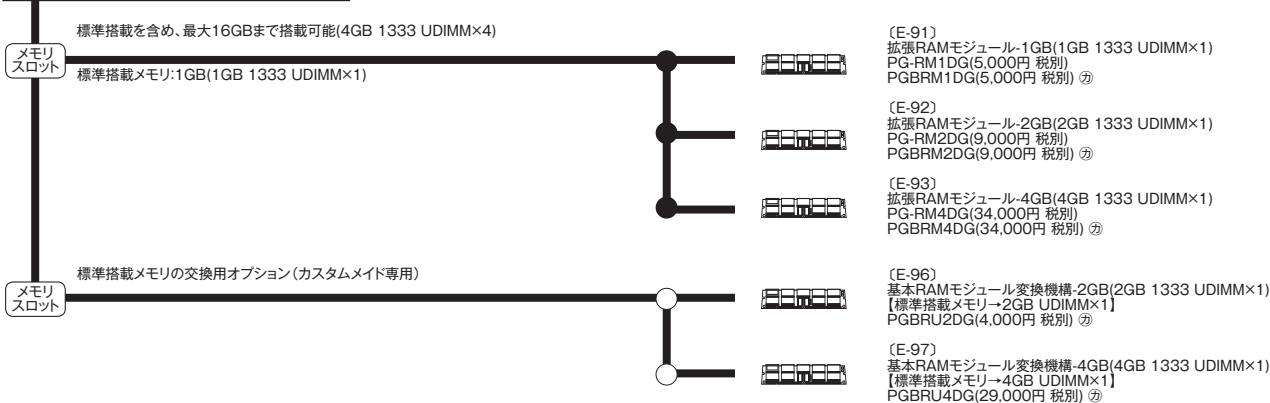 標準搭載を含め、最大16GBまで搭載可能(4GB 1333 UDIMM×4)
メモリ
スロット
標準搭載メモリ:1GB(1GB 1333 UDIMM×1)
〔E-91〕
拡張RAMモジュール-1GB(1GB 1333 UDIMM×1)
PG-RM1DG(5,000円 税別)
PGBRM1DG(5,000円 税別) ㋕
〔E-92〕
拡張RAMモジュール-2GB(2GB 1333 UDIMM×1)
PG-RM2DG(9,000円 税別)
PGBRM2DG(9,000円 税別) ㋕
〔E-93〕
拡張RAMモジュール-4GB(4GB 1333 UDIMM×1)
PG-RM4DG(34,000円 税別)
PGBRM4DG(34,000円 税別) ㋕
標準搭載メモリの交換用オプション(カスタムメイド専用)
メモリ
スロット
〔E-96〕
基本RAMモジュール変換機構-2GB(2GB 1333 UDIMM×1)
【標準搭載メモリ→2GB UDIMM×1】
PGBRU2DG(4,000円 税別) ㋕
〔E-97〕
基本RAMモジュール変換機構-4GB(4GB 1333 UDIMM×1)
【標準搭載メモリ→4GB UDIMM×1】
PGBRU4DG(29,000円 税別) ㋕